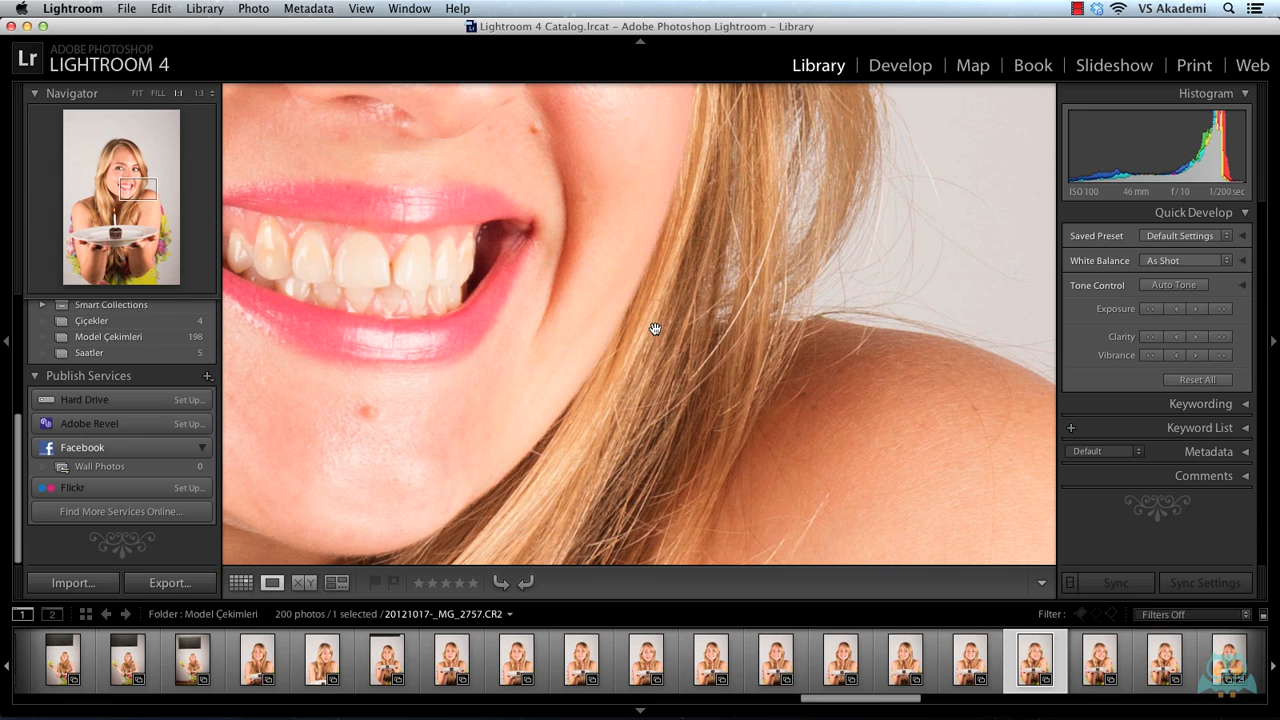 Lightroom File Edit Library Photo Metadata View Window Help VS Akademi
Lightroom 4 Catalog.lrcat – Adobe Photoshop Lightroom – Library
Lr ADOBE PHOTOSHOP
LIGHTROOM 4
Library Develop Map Book Slideshow Print Web
Navigator FIT FILL 1:1 1:3
Smart Collections
Çiçekler 4
Model Çekimleri 198
Saatler 5
Publish Services
Hard Drive Set Up...
Adobe Revel Set Up...
Facebook
Wall Photos 0
Flickr Set Up...
Find More Services Online...
Import... Export...
Histogram
ISO 100 46 mm f / 10 1/200 sec
Quick Develop
Saved Preset Default Settings
White Balance As Shot
Tone Control Auto Tone
Exposure
Clarity
Vibrance
Reset All
Keywording
Keyword List
Default Metadata
Comments
X Y
Sync Sync Settings
1 2 Folder : Model Çekimleri 200 photos / 1 selected / 20121017-_MG_2757.CR2 Filter : Filters Off